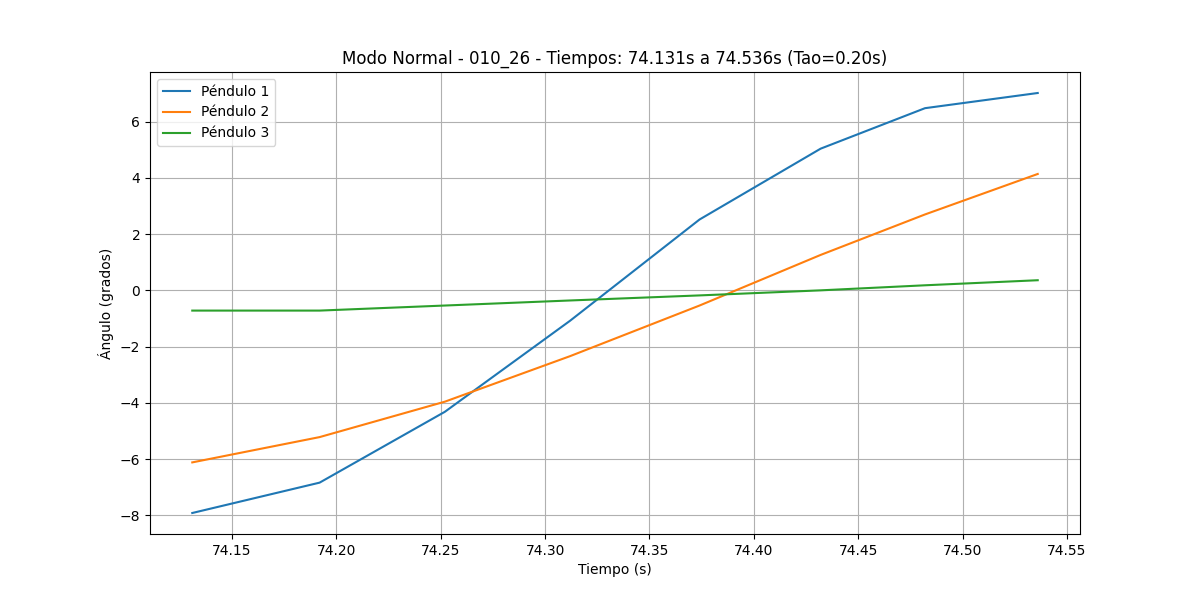 Modo Normal - 010_26 - Tiempos: 74.131s a 74.536s (Tao=0.20s)
Péndulo 1
Péndulo 2
Péndulo 3
Ángulo (grados)
6
4
2
0
−2
−4
−6
−8
74.15 74.20 74.25 74.30 74.35 74.40 74.45 74.50 74.55
Tiempo (s)